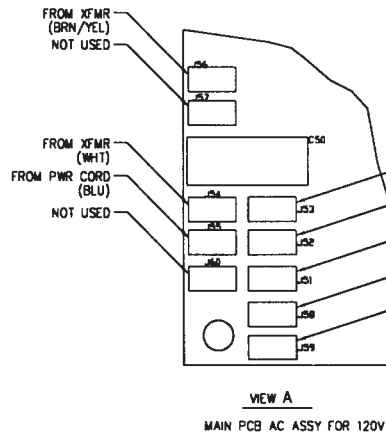 FROM XFMR
(BRN/YEL)
NOT USED
J56
J57
C50
FROM XFMR
(WHT)
FROM PWR CORD
(BLU)
NOT USED
J54
J53
J55
J52
J60
J51
J58
J59
VIEW A
MAIN PCB AC ASSY FOR 120V